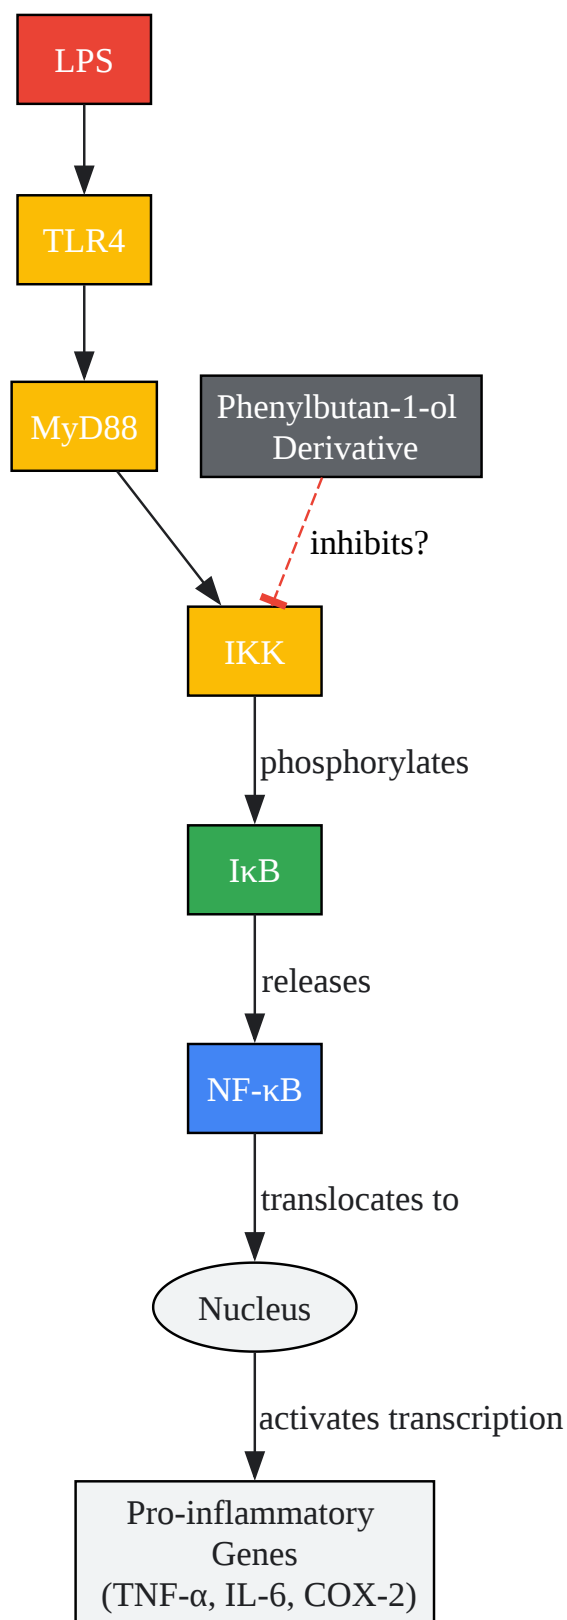 LPS
TLR4
MyD88
Phenylbutan-1-ol
Derivative
inhibits?
IKK
phosphorylates
IκB
releases
NF-κB
translocates to
Nucleus
activates transcription
Pro-inflammatory
Genes
(TNF-α, IL-6, COX-2)